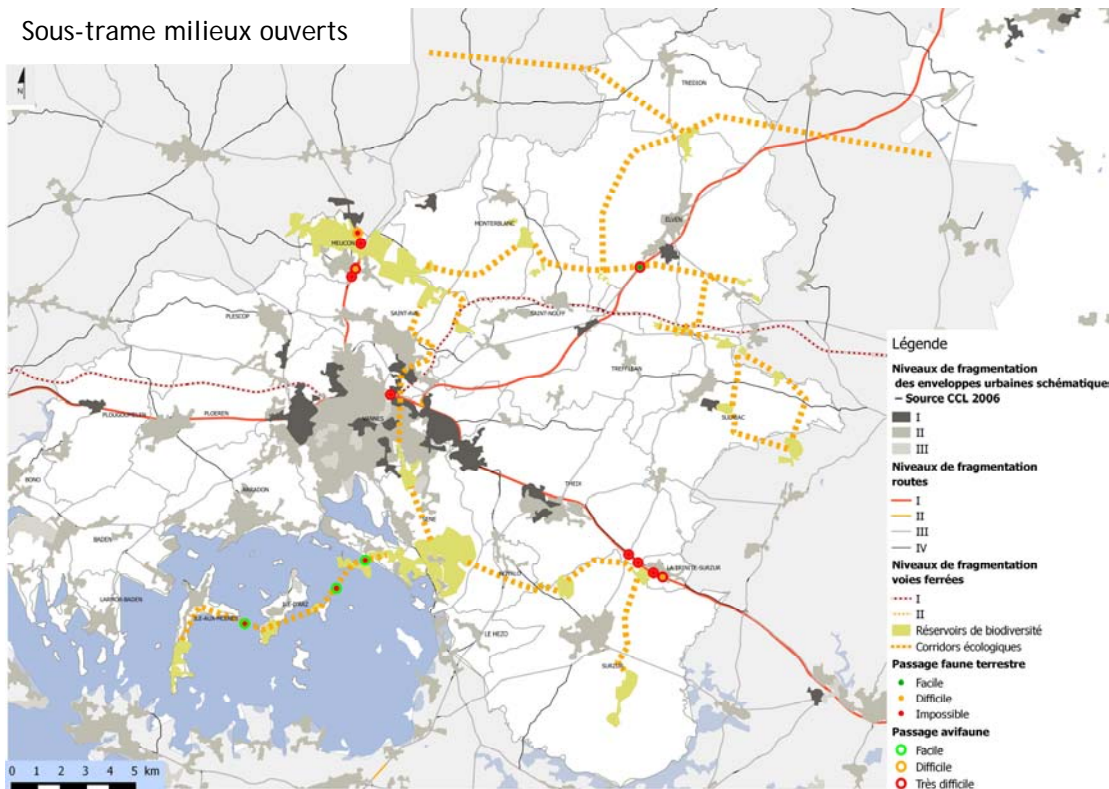 Sous-trame milieux ouverts
N
TREDION
ELVEN
MONTERBLANC
MEUCON
SAINT-AVE
SAINT-NOLFF
PLESCOP
TREFFLEAN
SULNIAC
PLOUGOUMELEN
PLOEREN
VANNES
THEIX
BONO
ARRADON
BADEN
SENE
NOYALO
LA-TRINITE-SURZUR
LARMOR-BADEN
ILE-AUX-MOINES
ILE-D'ARZ
LE HEZO
SURZUR
0 1 2 3 4 5 km
Légende
Niveaux de fragmentation
des enveloppes urbaines schématiques
– Source CCL 2006
I
II
III
Niveaux de fragmentation
routes
I
II
III
IV
Niveaux de fragmentation
voies ferrées
I
II
Réservoirs de biodiversité
Corridors écologiques
Passage faune terrestre
Facile
Difficile
Impossible
Passage avifaune
Facile
Difficile
Très difficile